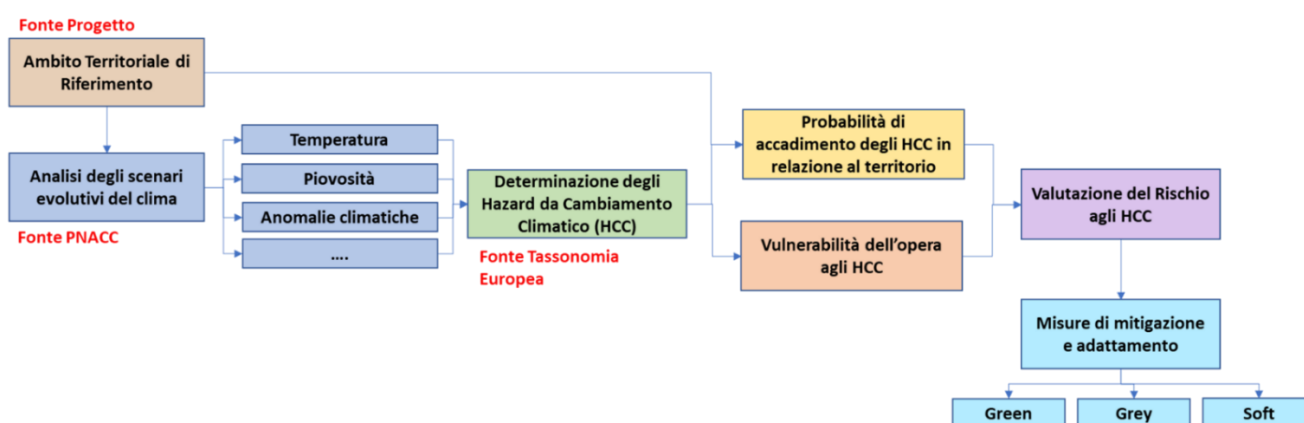 Fonte Progetto
Ambito Territoriale di
Riferimento
Analisi degli scenari
evolutivi del clima
Fonte PNACC
Temperatura
Piovosità
Anomalie climatiche
....
Determinazione degli
Hazard da Cambiamento
Climatico (HCC)
Fonte Tassonomia
Europea
Probabilità di
accadimento degli HCC in
relazione al territorio
Vulnerabilità dell'opera
agli HCC
Valutazione del Rischio
agli HCC
Misure di mitigazione
e adattamento
Green
Grey
Soft